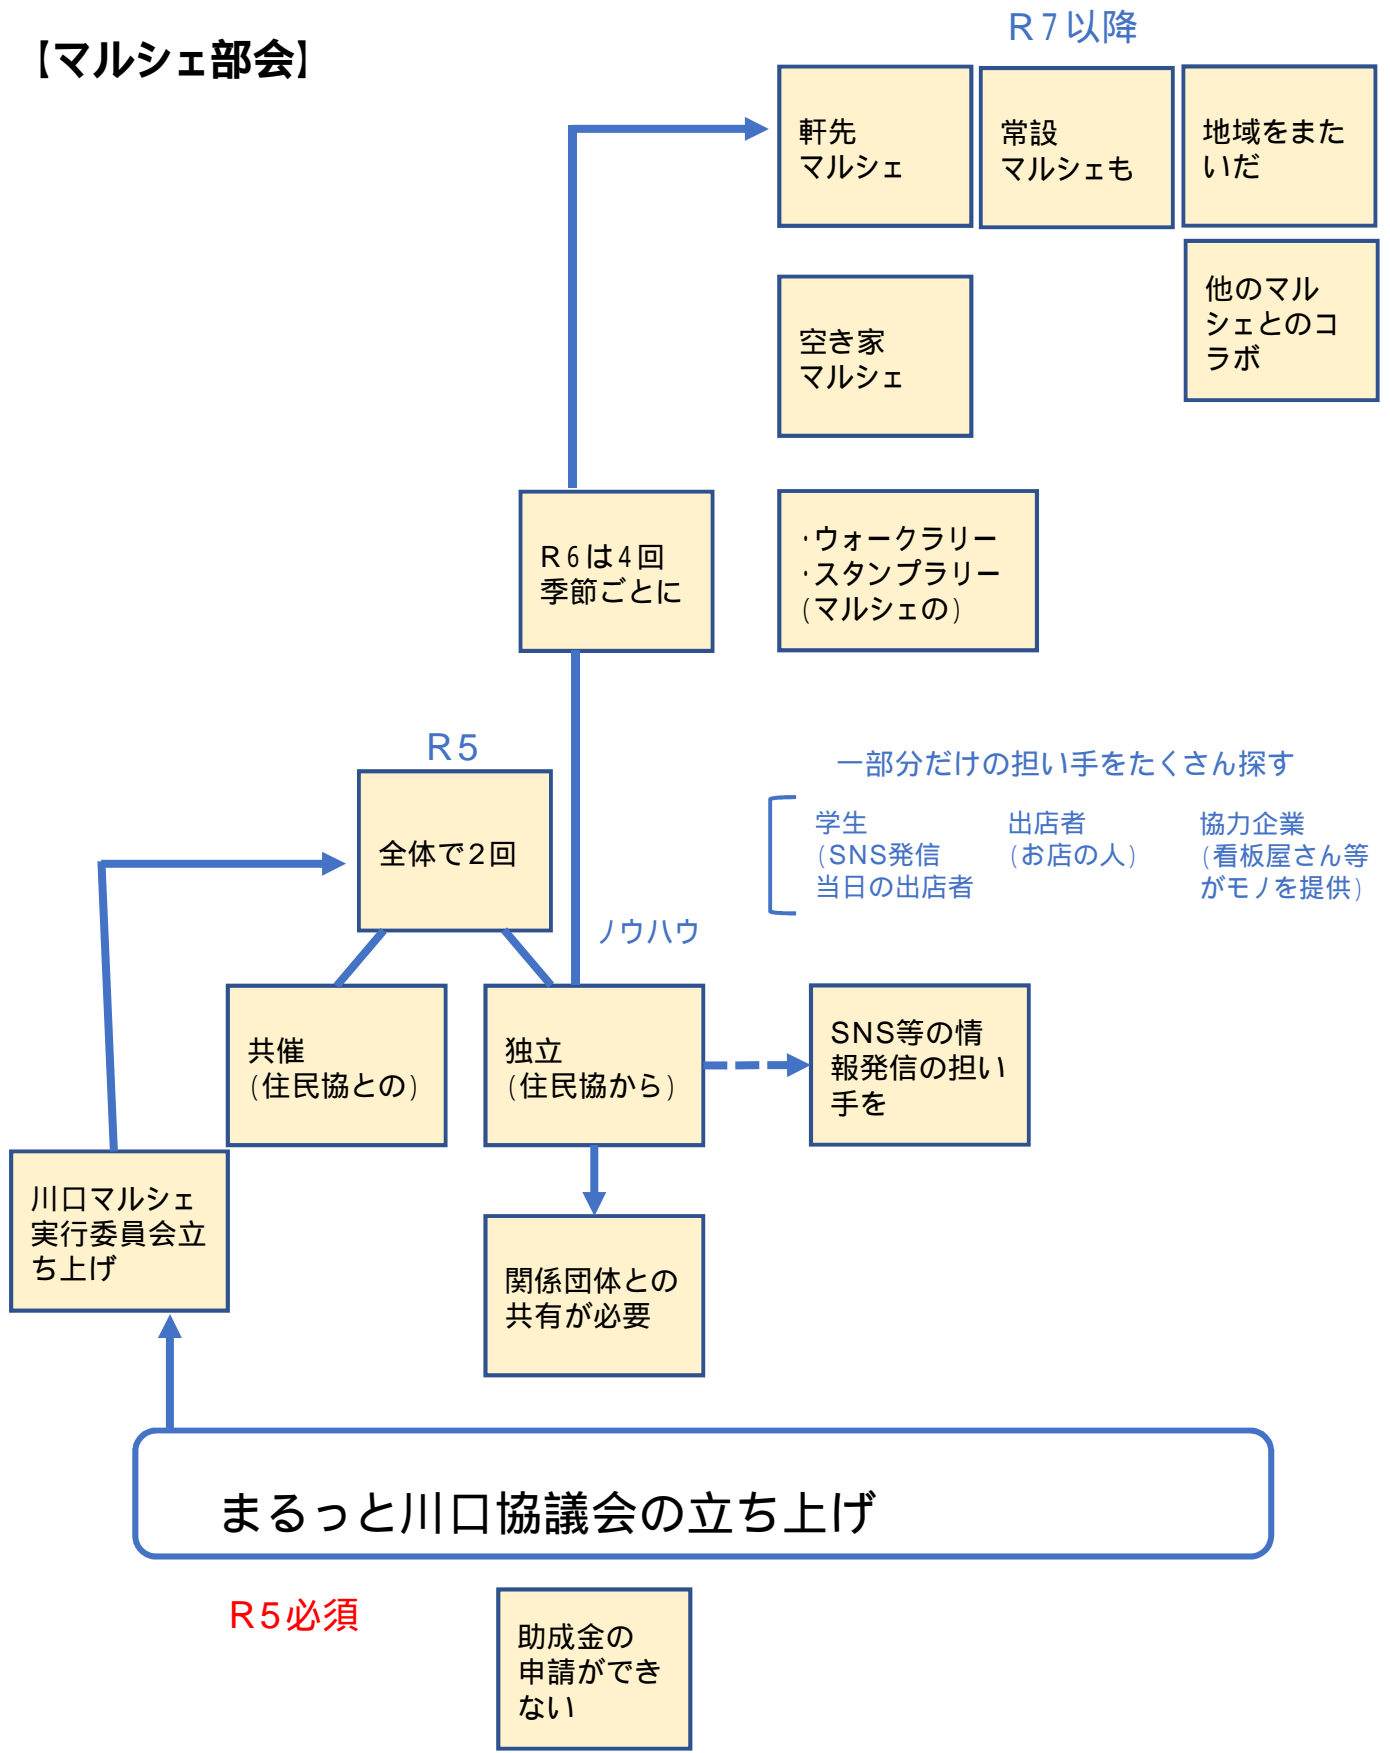 【マルシェ部会】
R7以降
軒先
マルシェ
常設
マルシェも
地域をまた
いだ
他のマル
シェとのコ
ラボ
空き家
マルシェ
R6は4回
季節ごとに
・ウォークラリー
・スタンプラリー
(マルシェの)
R5
全体で2回
一部分だけの担い手をたくさん探す
学生
(SNS発信
当日の出店者
出店者
(お店の人)
協力企業
(看板屋さん等
がモノを提供)
ノウハウ
共催
(住民協との)
独立
(住民協から)
SNS等の情
報発信の担い
手を
川口マルシェ
実行委員会立
ち上げ
関係団体との
共有が必要
まるっと川口協議会の立ち上げ
R5必須
助成金の
申請ができ
ない